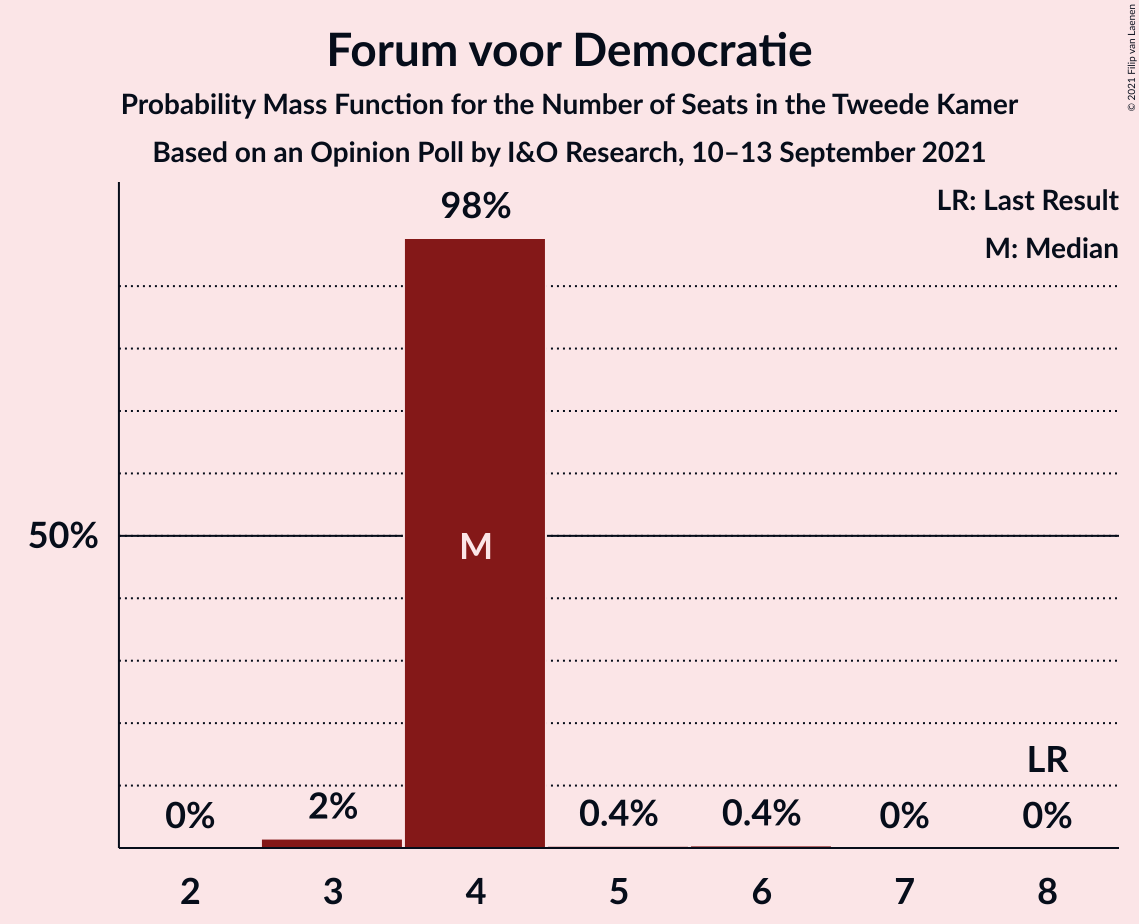 Forum voor Democratie
Probability Mass Function for the Number of Seats in the Tweede Kamer
Based on an Opinion Poll by I&O Research, 10–13 September 2021
© 2021 Filip van Laenen
LR: Last Result
M: Median
98%
50%
M
LR
0%
2%
0.4%
0.4%
0%
0%
2
3
4
5
6
7
8